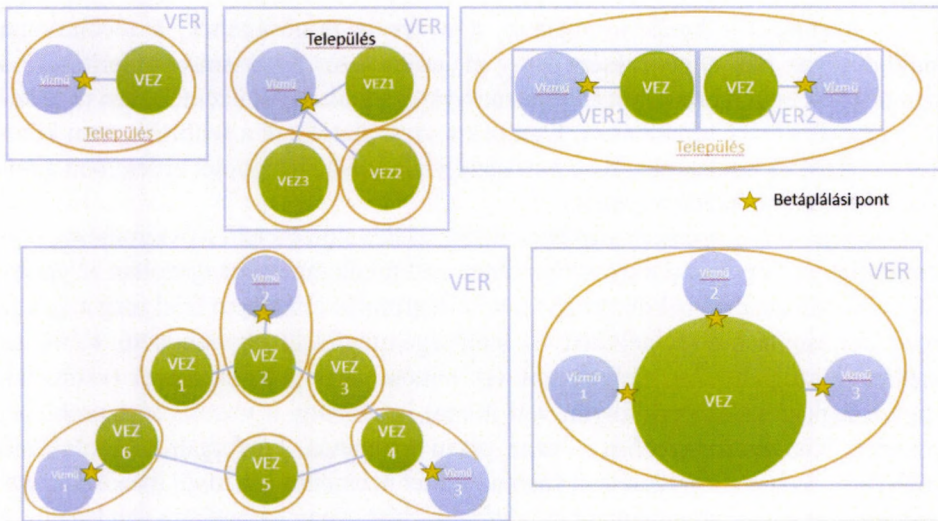 VER
Vízmű
VEZ
Település
VER
Település
Vízmű
VEZ1
VEZ3
VEZ2
Vízmű
VEZ
VER1
VEZ
Vízmű
VER2
Település
Betáplálási pont
VER
Vízmű
2
VEZ
1
VEZ
2
VEZ
3
VEZ
6
VEZ
4
VEZ
5
Vízmű
1
Vízmű
3
VER
Vízmű
2
Vízmű
1
VEZ
Vízmű
3